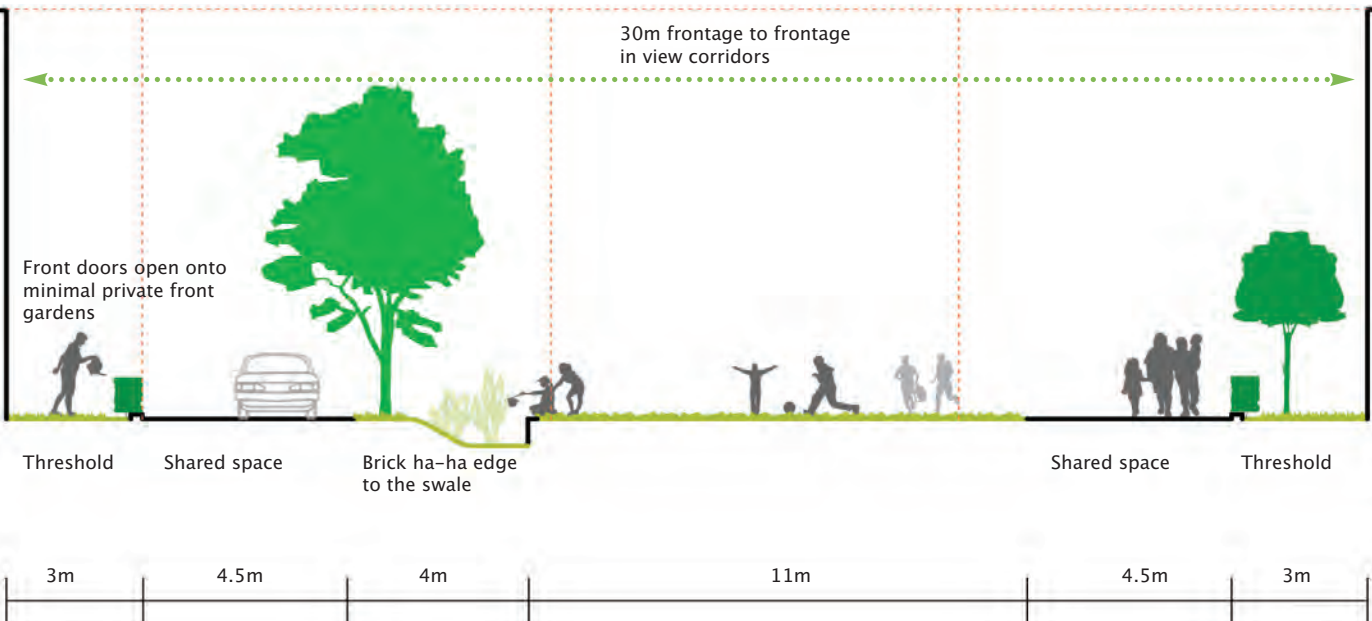 30m frontage to frontage
in view corridors
Front doors open onto
minimal private front
gardens
Threshold
Shared space
Brick ha-ha edge
to the swale
Shared space
Threshold
3m
4.5m
4m
11m
4.5m
3m